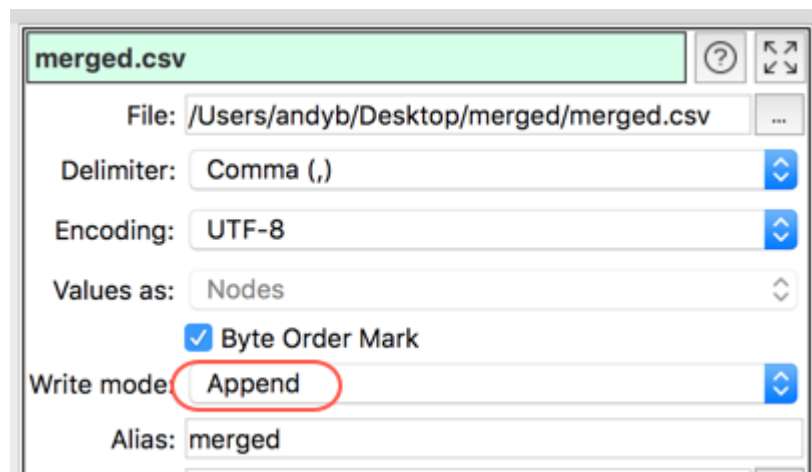 merged.csv
File: /Users/andyb/Desktop/merged/merged.csv ...
Delimiter: Comma (,)
Encoding: UTF-8
Values as: Nodes
Byte Order Mark
Write mode: Append
Alias: merged